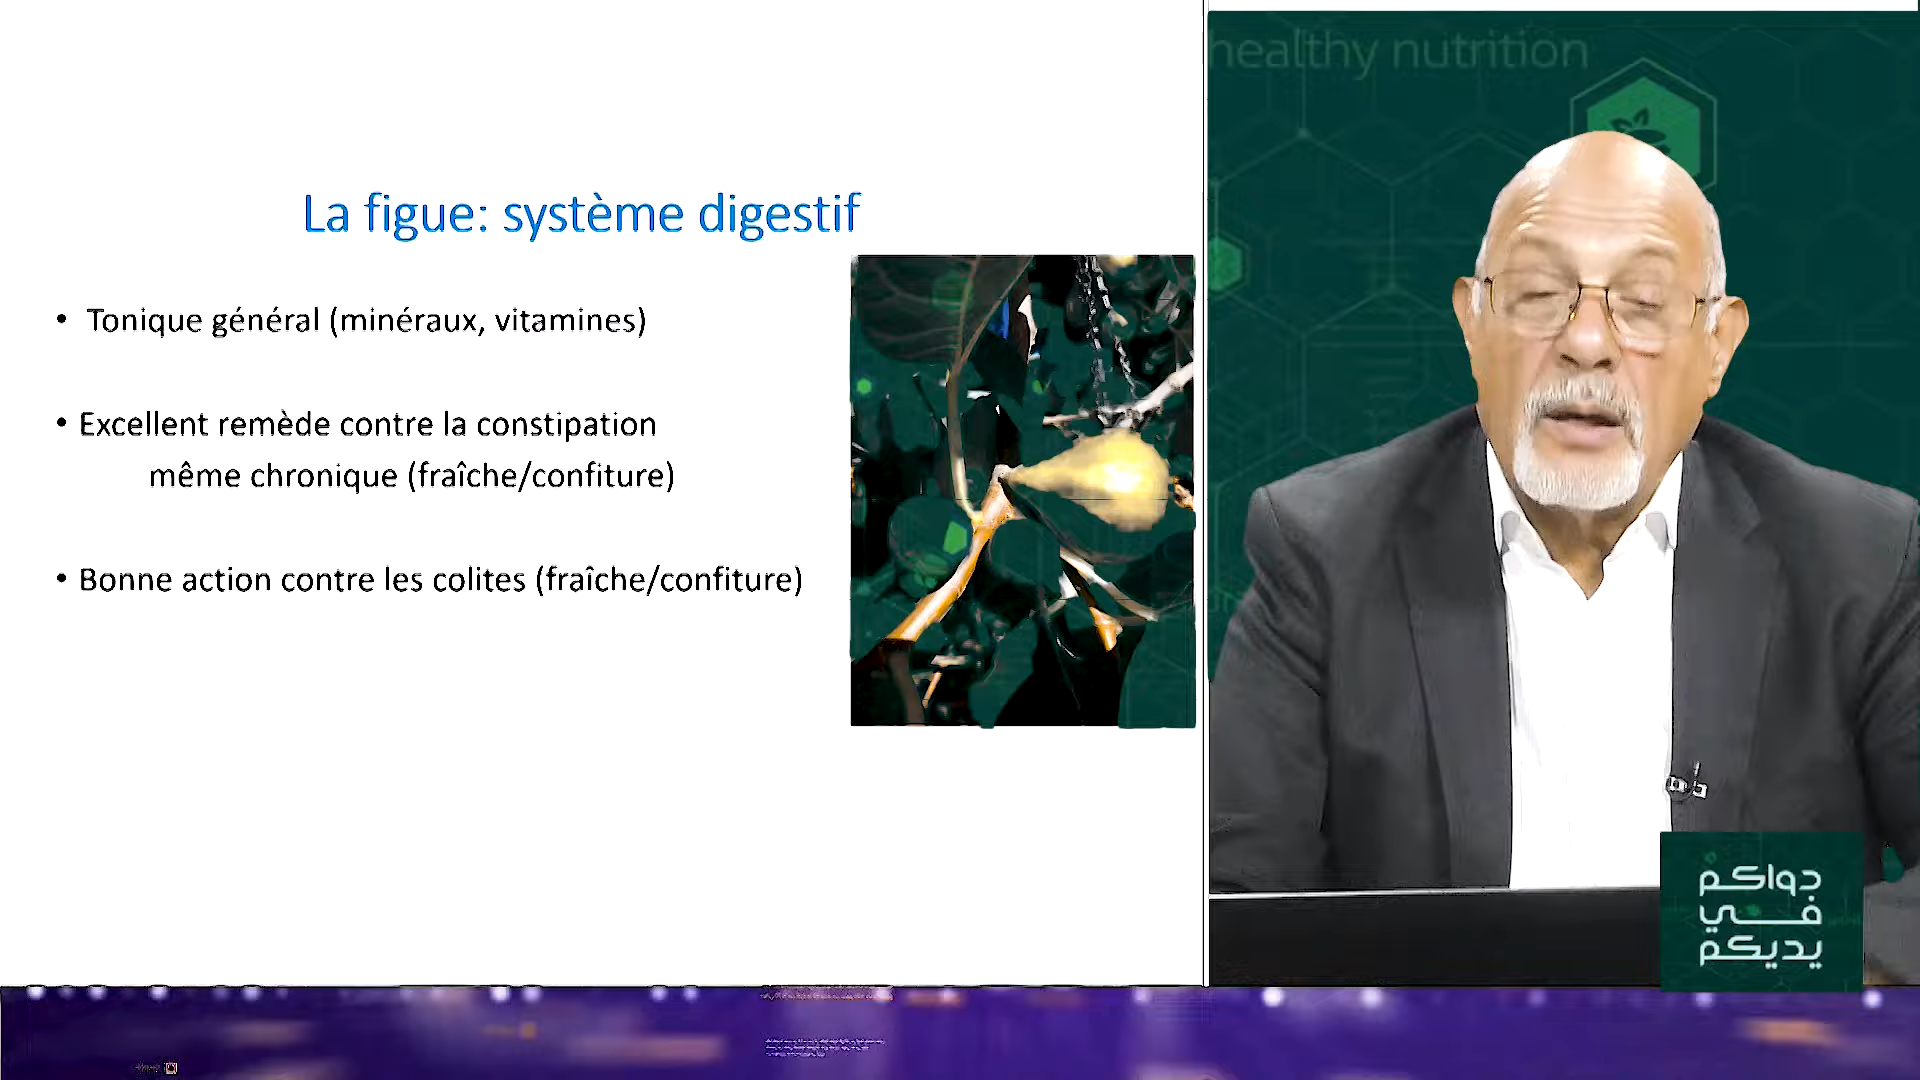 La figue: système digestif
• Tonique général (minéraux, vitamines)
• Excellent remède contre la constipation
même chronique (fraîche/confiture)
• Bonne action contre les colites (fraîche/confiture)
healthy nutrition
دواكم
في
يديكم